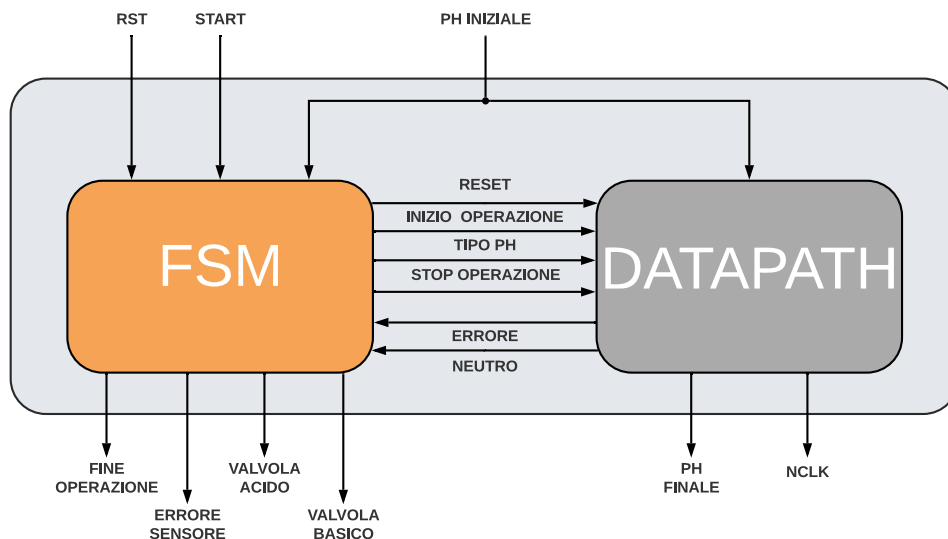 RST
START
PH INIZIALE
RESET
INIZIO OPERAZIONE
TIPO PH
STOP OPERAZIONE
ERRORE
NEUTRO
FSM
DATAPATH
FINE
OPERAZIONE
ERRORE
SENSORE
VALVOLA
ACIDO
VALVOLA
BASICO
PH
FINALE
NCLK